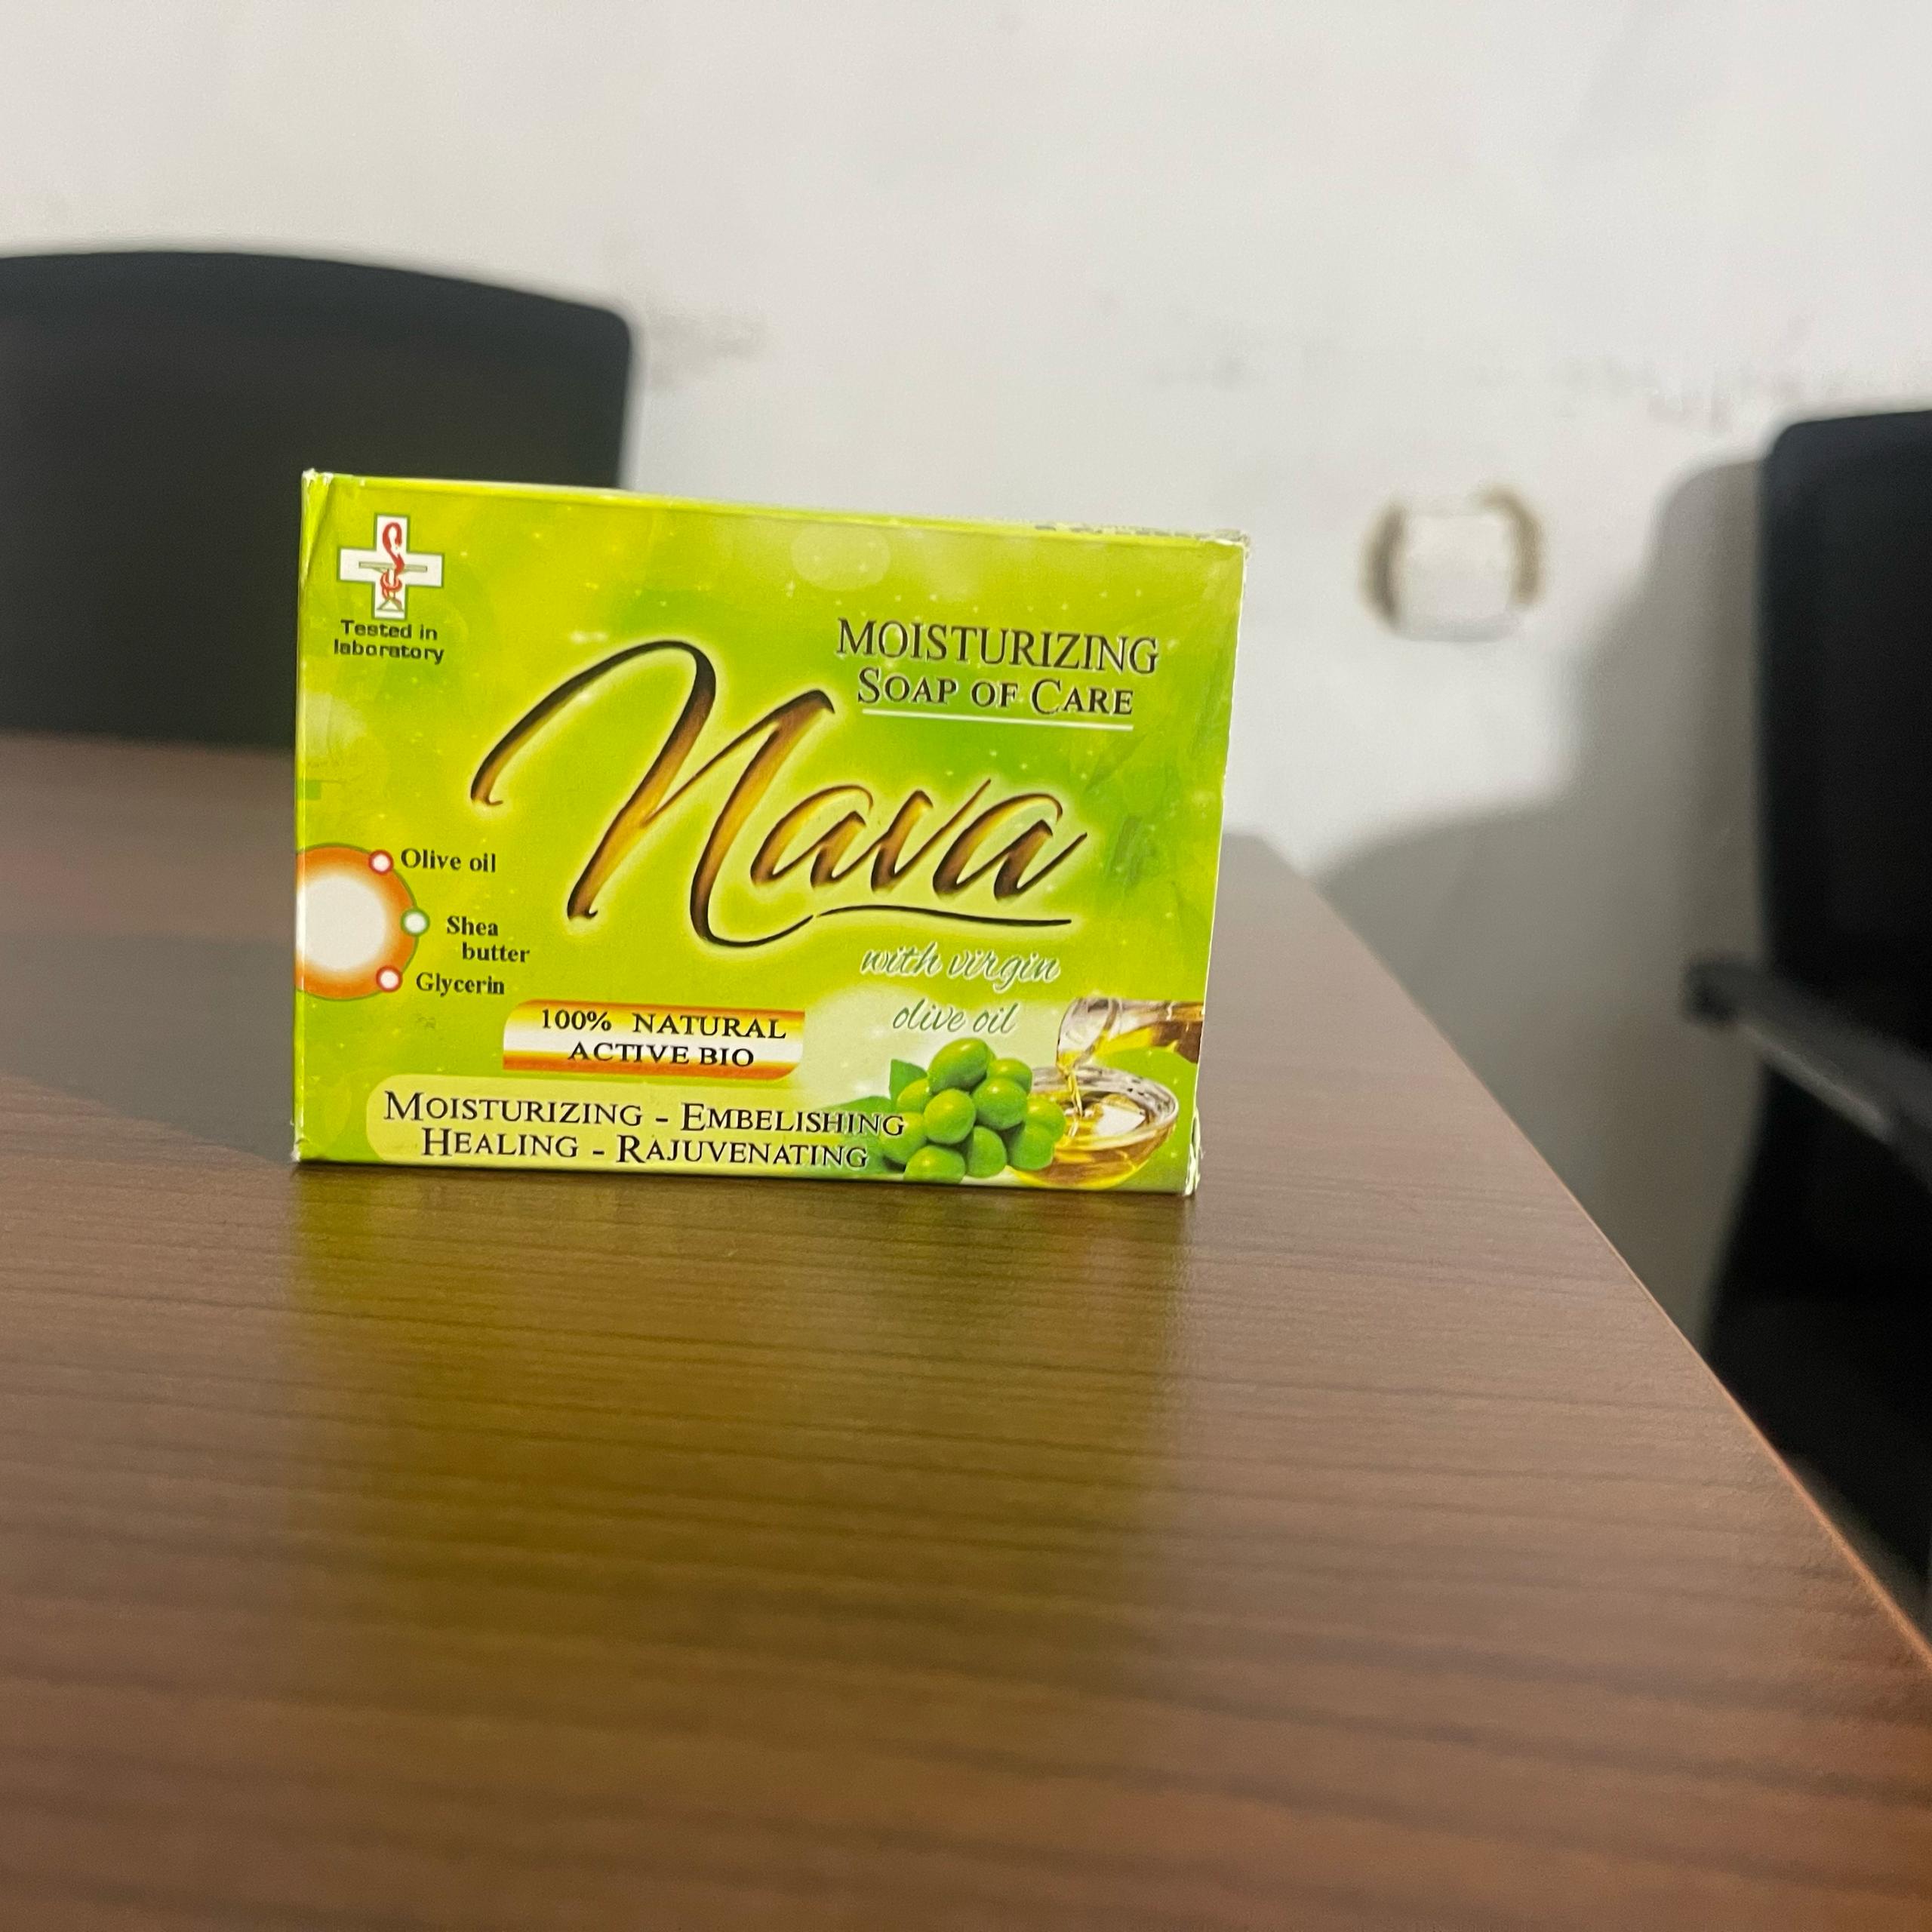 Tested in
laboratory
MOISTURIZING
SOAP OF CARE
Nava
with virgin
olive oil
Olive oil
Shea
butter
Glycerin
100% NATURAL
ACTIVE BIO
MOISTURIZING - EMBELISHING
HEALING - RAJUVENATING